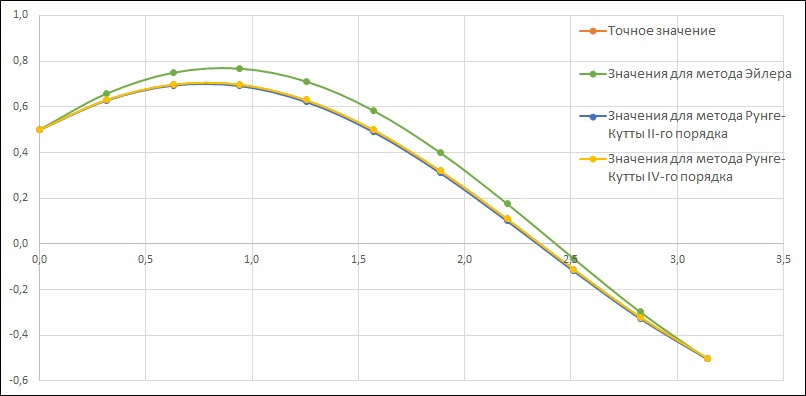 1,0
Точное значение
0,8
Значения для метода Эйлера
0,6
Значения для метода Рунге-
Кутты II-го порядка
0,4
Значения для метода Рунге-
Кутты IV-го порядка
0,2
0,0
0,0 0,5 1,0 1,5 2,0 2,5 3,0 3,5
-0,2
-0,4
-0,6